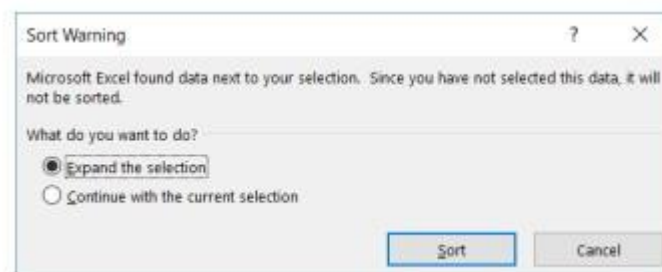 Sort Warning ? ×
Microsoft Excel found data next to your selection. Since you have not selected this data, it will
not be sorted.
What do you want to do?
Expand the selection
Continue with the current selection
Sort Cancel